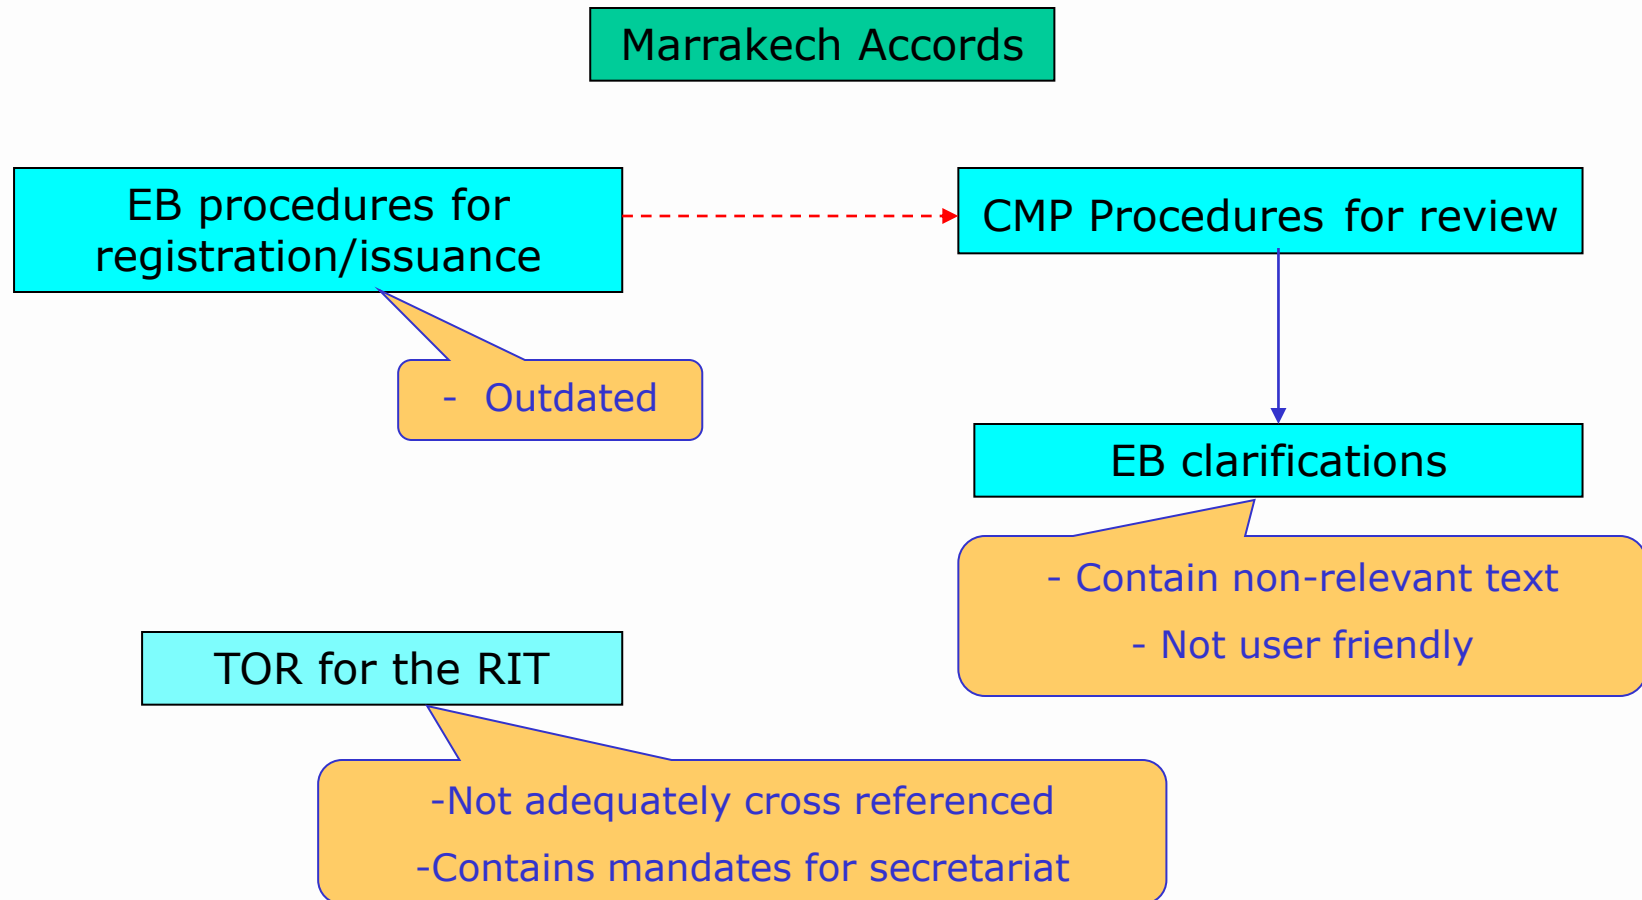 Marrakech Accords
EB procedures for
registration/issuance
CMP Procedures for review
- Outdated
EB clarifications
- Contain non-relevant text
- Not user friendly
TOR for the RIT
-Not adequately cross referenced
-Contains mandates for secretariat